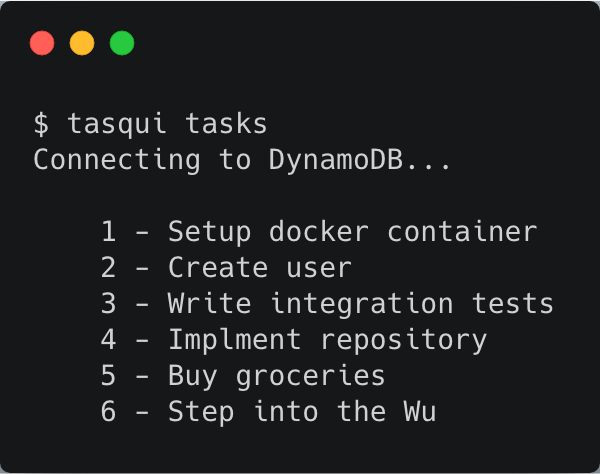 $ tasqui tasks
Connecting to DynamoDB...
1 – Setup docker container
2 – Create user
3 – Write integration tests
4 – Implment repository
5 – Buy groceries
6 – Step into the Wu